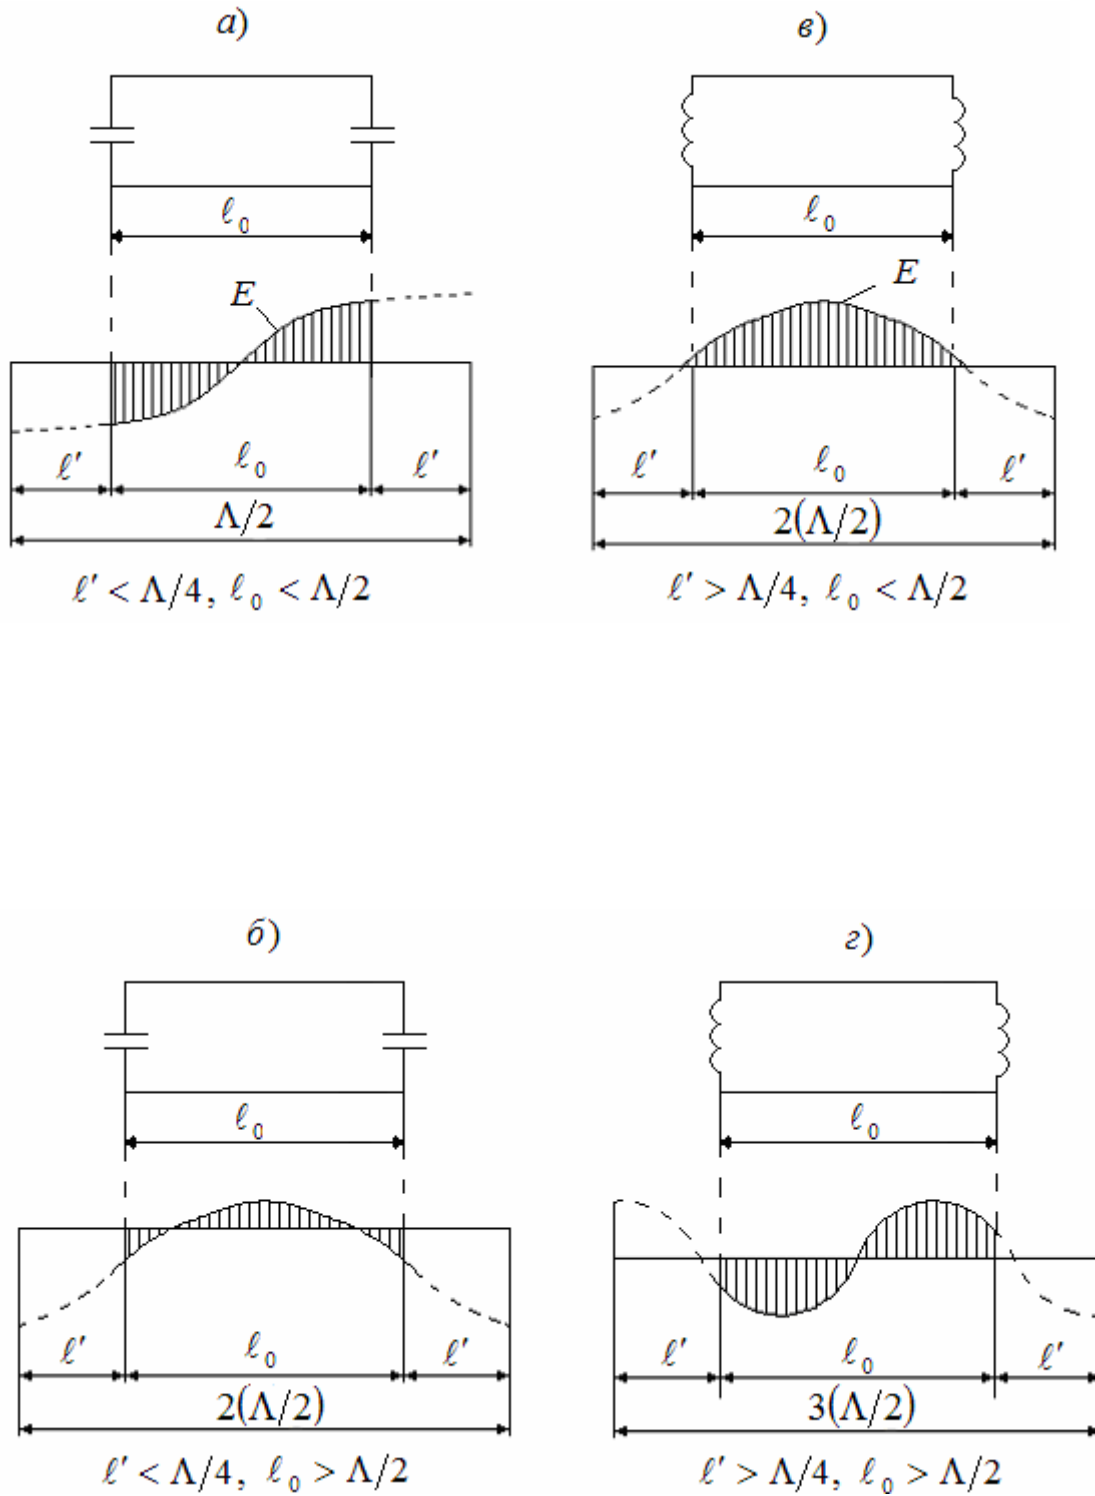 а) в)
ℓ₀ ℓ₀
E E
ℓ' ℓ₀ ℓ' ℓ' ℓ₀ ℓ'
Λ/2 2(Λ/2)
ℓ' < Λ/4, ℓ₀ < Λ/2 ℓ' > Λ/4, ℓ₀ < Λ/2
б) г)
ℓ₀ ℓ₀
ℓ' ℓ₀ ℓ' ℓ' ℓ₀ ℓ'
2(Λ/2) 3(Λ/2)
ℓ' < Λ/4, ℓ₀ > Λ/2 ℓ' > Λ/4, ℓ₀ > Λ/2